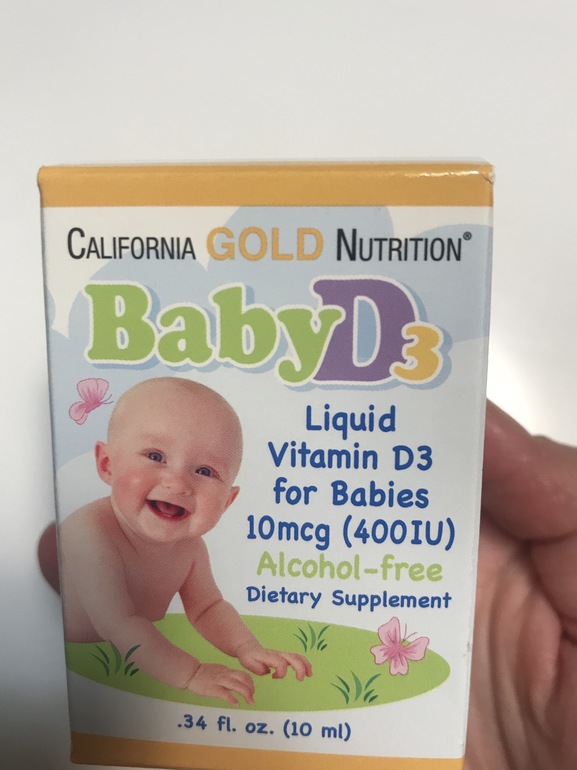 CALIFORNIA GOLD NUTRITION®
BabyD3
Liquid
Vitamin D3
for Babies
10mcg (400IU)
Alcohol-free
Dietary Supplement
.34 fl. oz. (10 ml)